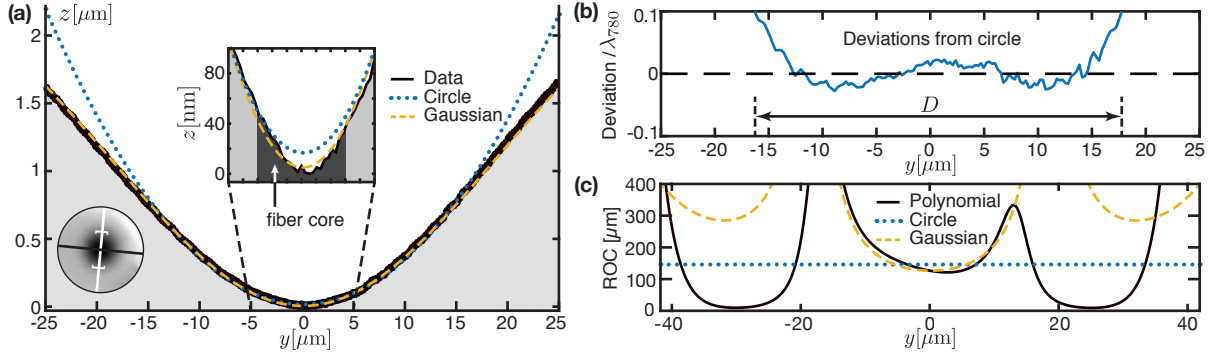 (a)
z[μm]
2
1.5
1
0.5
0
-25
-20
-15
-10
-5
0
5
10
15
20
25
y[μm]
80
40
0
z[nm]
fiber core
Data
Circle
Gaussian
(b)
Deviation / λ780
0.1
0
-0.1
Deviations from circle
D
-25
-20
-15
-10
-5
0
5
10
15
20
25
y[μm]
(c)
ROC [μm]
400
300
200
100
0
Polynomial
Circle
Gaussian
-40
-20
0
20
40
y[μm]